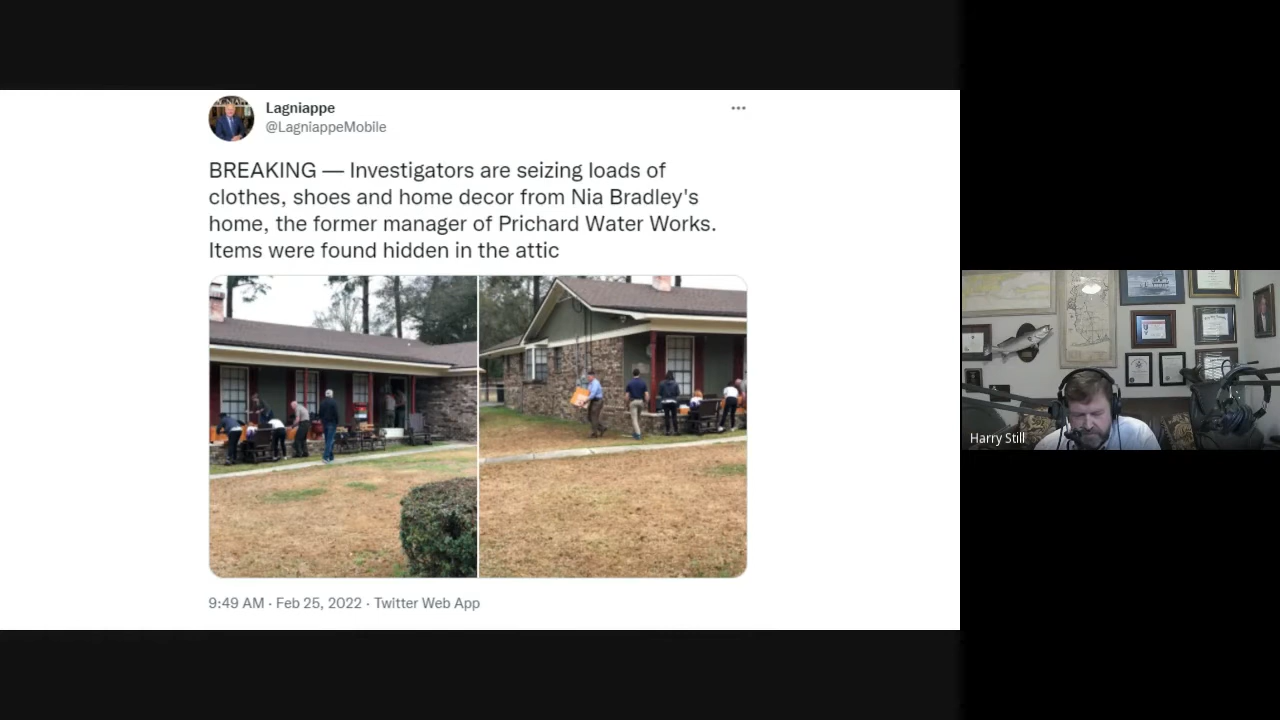 Lagniappe
@LagniappeMobile
BREAKING — Investigators are seizing loads of
clothes, shoes and home decor from Nia Bradley's
home, the former manager of Prichard Water Works.
Items were found hidden in the attic
9:49 AM · Feb 25, 2022 · Twitter Web App
Harry Still